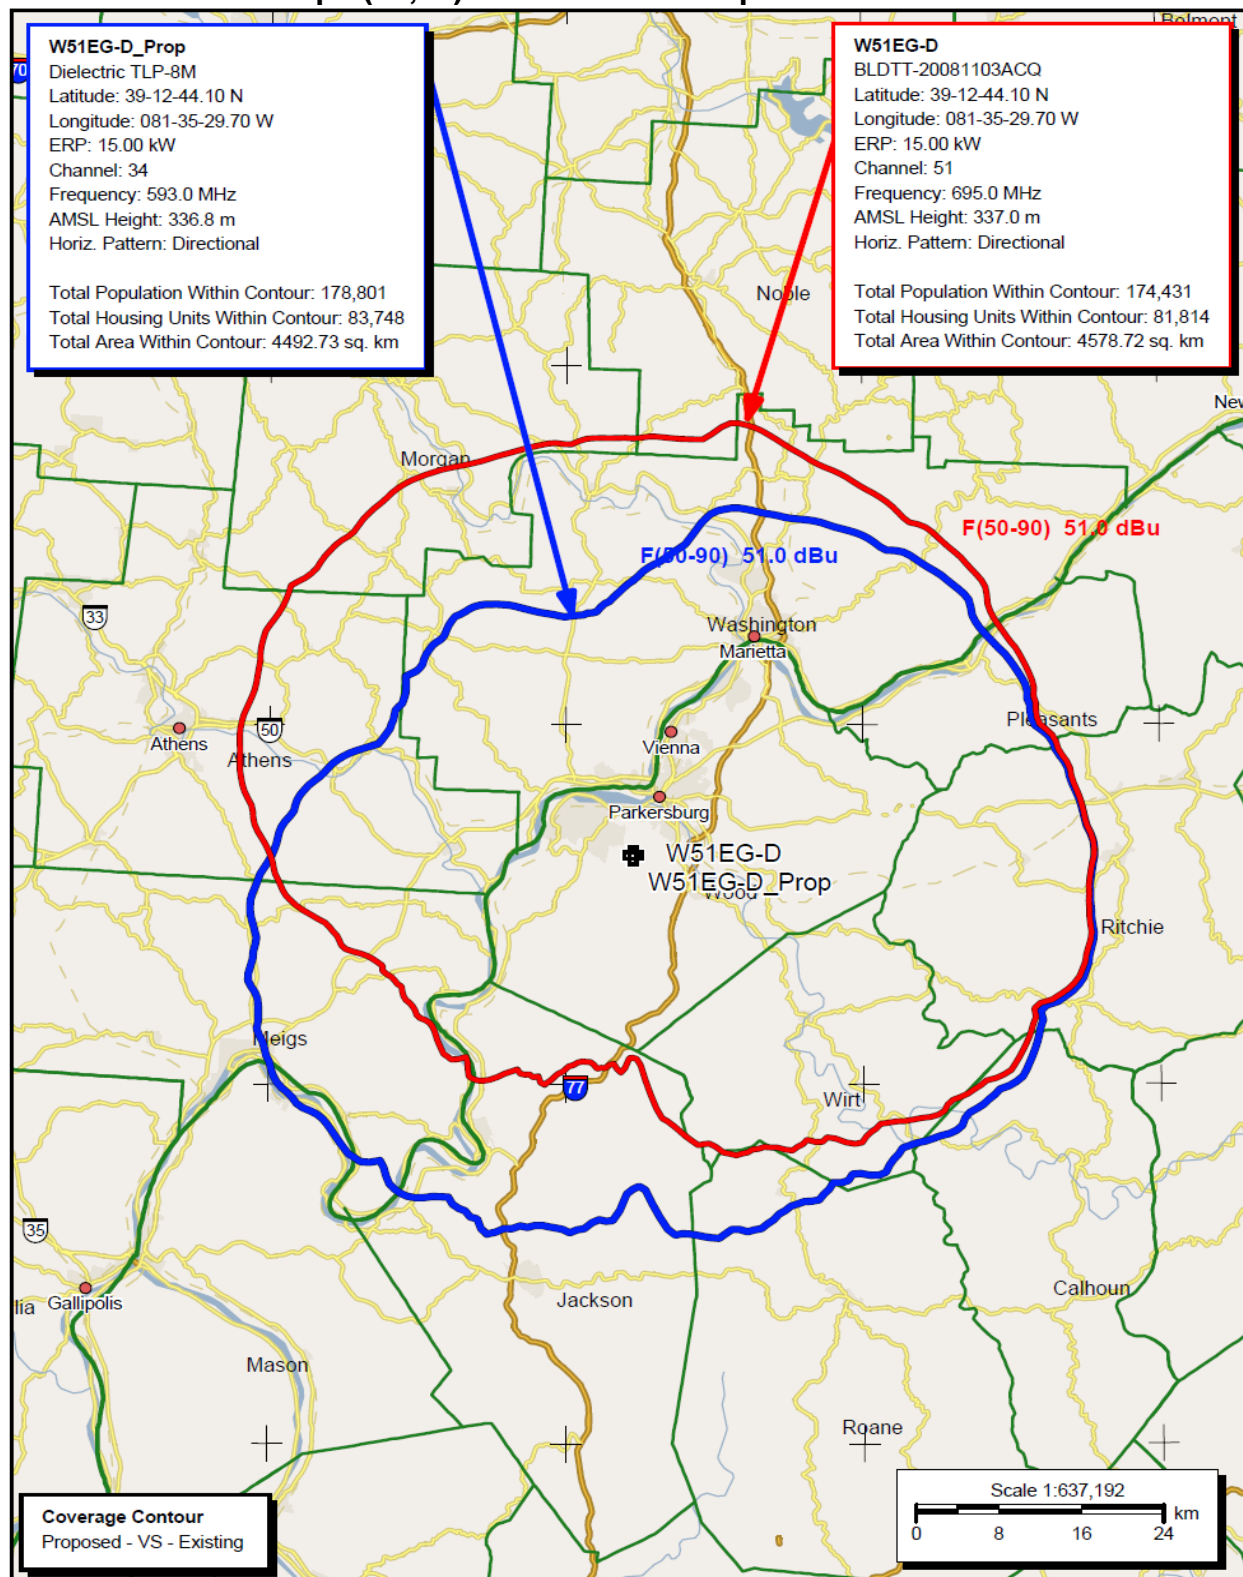 Belmont
W51EG-D_Prop
Dielectric TLP-8M
Latitude: 39-12-44.10 N
Longitude: 081-35-29.70 W
ERP: 15.00 kW
Channel: 34
Frequency: 593.0 MHz
AMSL Height: 336.8 m
Horiz. Pattern: Directional
Total Population Within Contour: 178,801
Total Housing Units Within Contour: 83,748
Total Area Within Contour: 4492.73 sq. km
W51EG-D
BLDTT-20081103ACQ
Latitude: 39-12-44.10 N
Longitude: 081-35-29.70 W
ERP: 15.00 kW
Channel: 51
Frequency: 695.0 MHz
AMSL Height: 337.0 m
Horiz. Pattern: Directional
Total Population Within Contour: 174,431
Total Housing Units Within Contour: 81,814
Total Area Within Contour: 4578.72 sq. km
70
Noble
New
Morgan
F(50-90) 51.0 dBu
F(50-90) 51.0 dBu
33
Washington
Marietta
Pleasants
50
Athens
Athens
Vienna
Parkersburg
W51EG-D
W51EG-D_Prop
Wood
Ritchie
Meigs
77
Wirt
35
Calhoun
Jackson
lia
Gallipolis
Mason
Roane
Scale 1:637,192
km
0 8 16 24
Coverage Contour
Proposed - VS - Existing